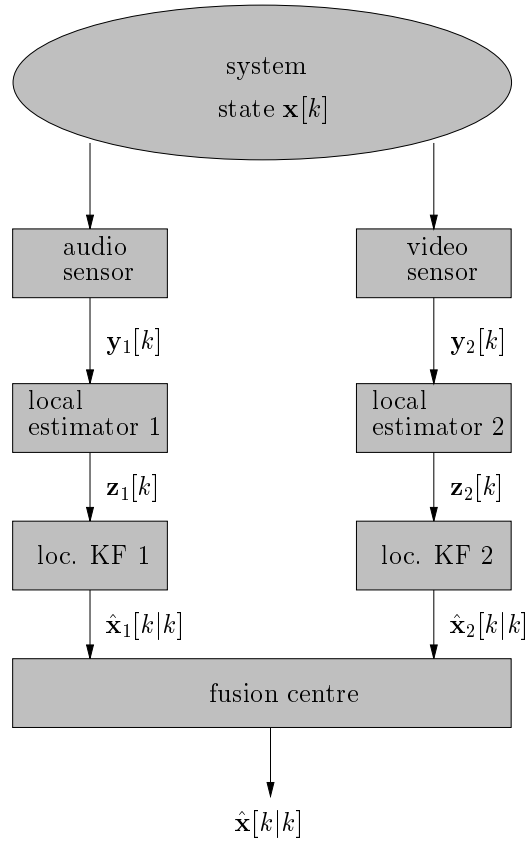 system
state x[k]
audio
sensor
video
sensor
y₁[k]
y₂[k]
local
estimator 1
local
estimator 2
z₁[k]
z₂[k]
loc. KF 1
loc. KF 2
x̂₁[k|k]
x̂₂[k|k]
fusion centre
x̂[k|k]